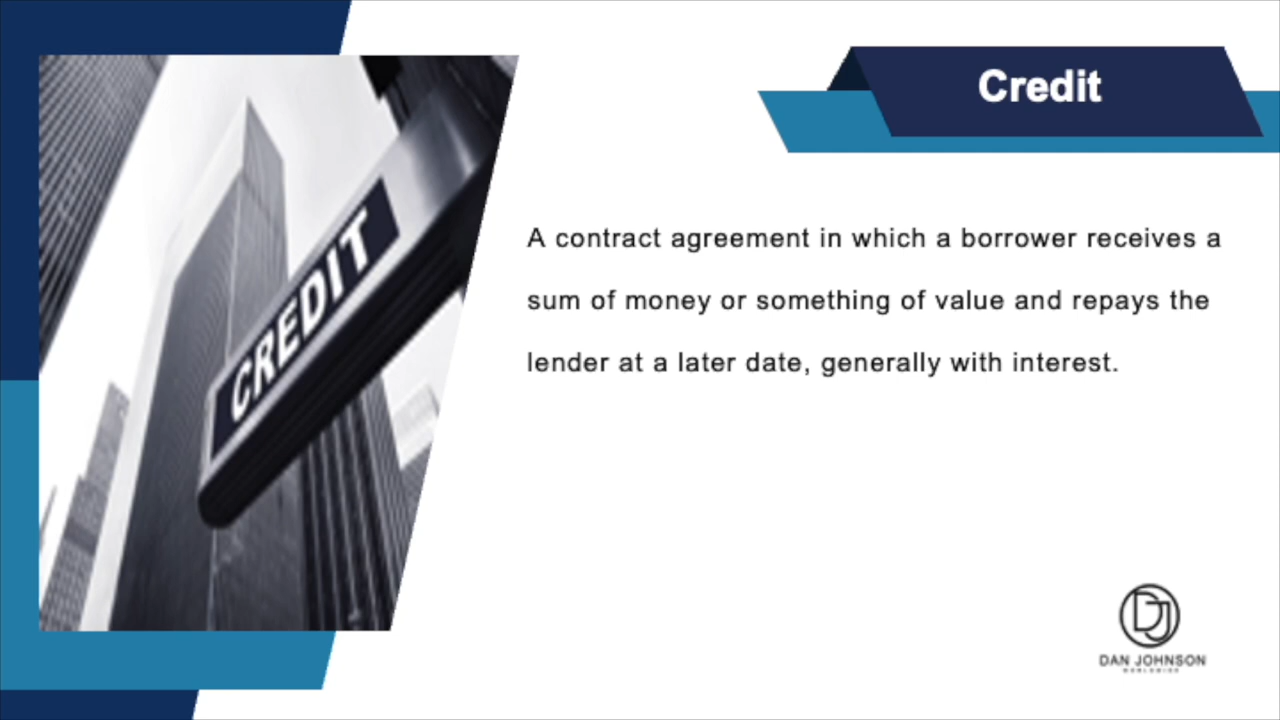 Credit
CREDIT
A contract agreement in which a borrower receives a
sum of money or something of value and repays the
lender at a later date, generally with interest.
DJ
DAN JOHNSON
WORLDWIDE